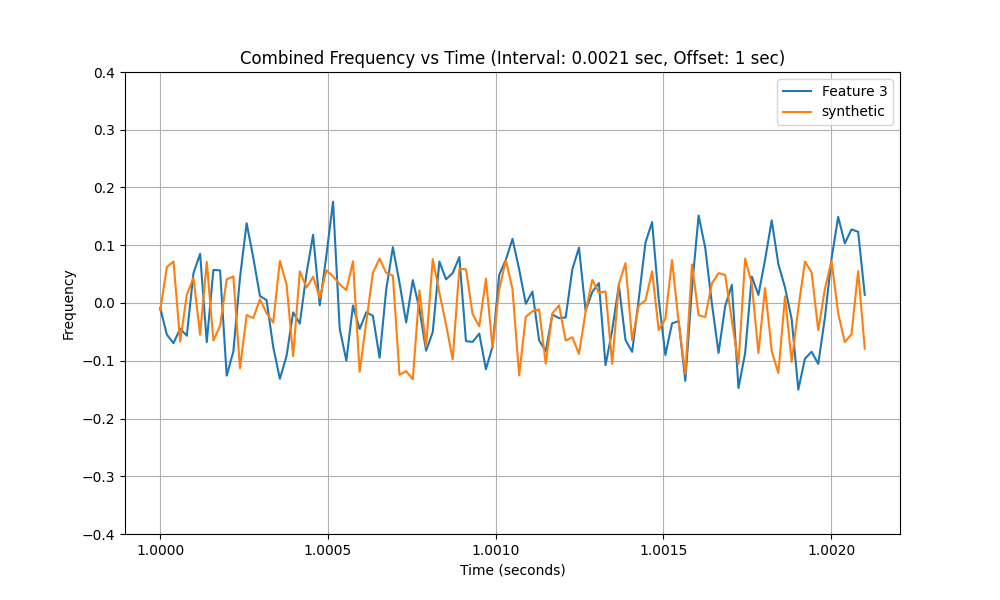 Combined Frequency vs Time (Interval: 0.0021 sec, Offset: 1 sec)
Feature 3
synthetic
0.4
0.3
0.2
0.1
0.0
−0.1
−0.2
−0.3
−0.4
Frequency
1.0000
1.0005
1.0010
1.0015
1.0020
Time (seconds)